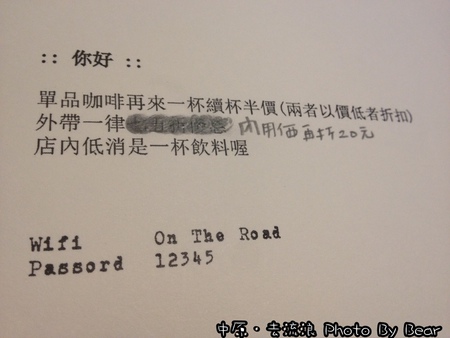 :: 你好 ::
單品咖啡再來一杯續杯半價(兩者以價低者折扣)
外帶一律 內用價再折20元
店內低消是一杯飲料喔
Wifi On The Road
Passord 12345
中原·去流浪 Photo By Bear